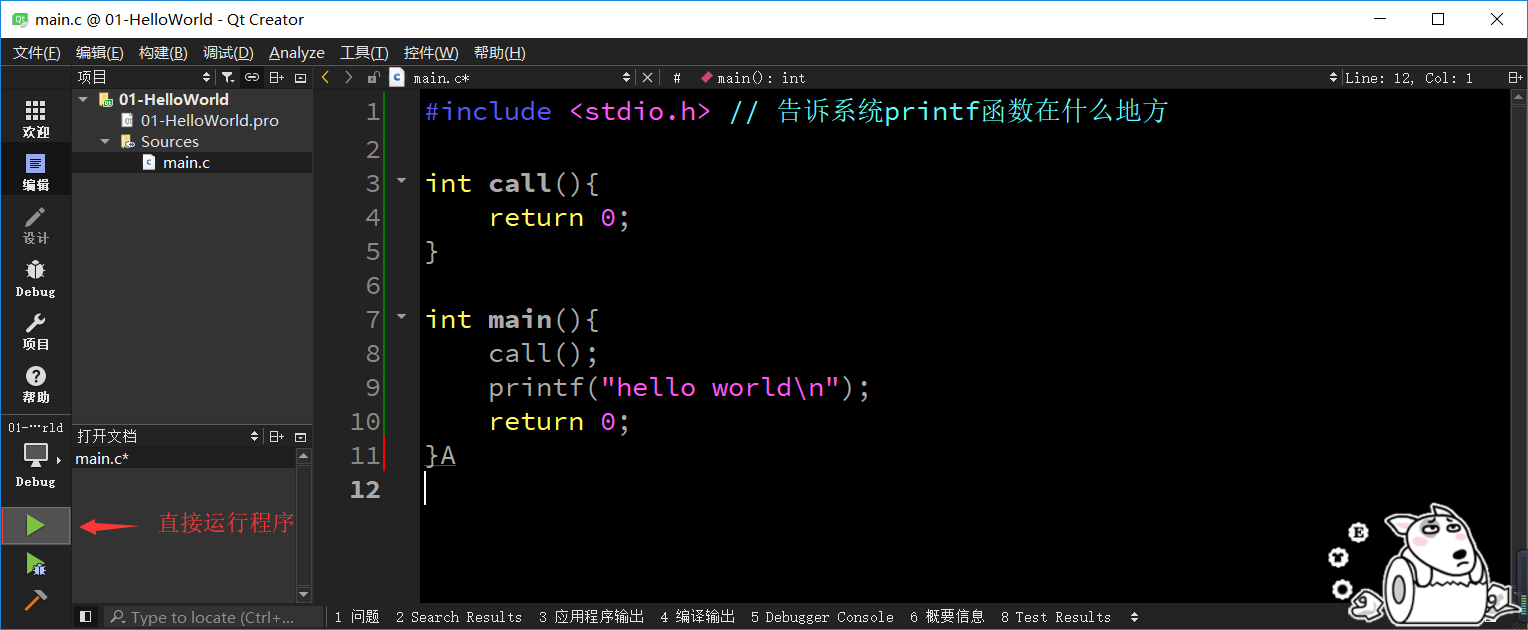 main.c @ 01-HelloWorld - Qt Creator
文件(F) 编辑(E) 构建(B) 调试(D) Analyze 工具(T) 控件(W) 帮助(H)
项目
main.c*
# main(): int
Line: 12, Col: 1
01-HelloWorld
01-HelloWorld.pro
Sources
main.c
欢迎
编辑
设计
Debug
项目
帮助
01-···rld
Debug
打开文档
main.c*
直接运行程序
1 #include <stdio.h> // 告诉系统printf函数在什么地方
2
3 int call(){
4 return 0;
5 }
6
7 int main(){
8 call();
9 printf("hello world\n");
10 return 0;
11 }A
12
E
Type to locate (Ctrl+...
1 问题 2 Search Results 3 应用程序输出 4 编译输出 5 Debugger Console 6 概要信息 8 Test Results